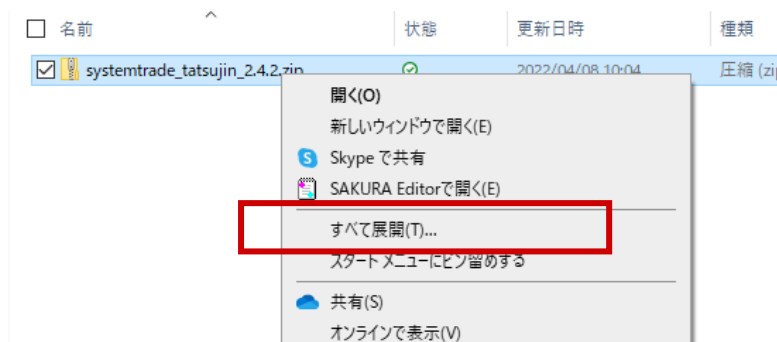 名前 状態 更新日時 種類
systemtrade_tatsujin_2.4.2.zip 2022/04/08 10:04 圧縮 (zi
開く(O)
新しいウィンドウで開く(E)
Skype で共有
SAKURA Editorで開く(E)
すべて展開(T)...
スタート メニューにピン留めする
共有(S)
オンラインで表示(V)